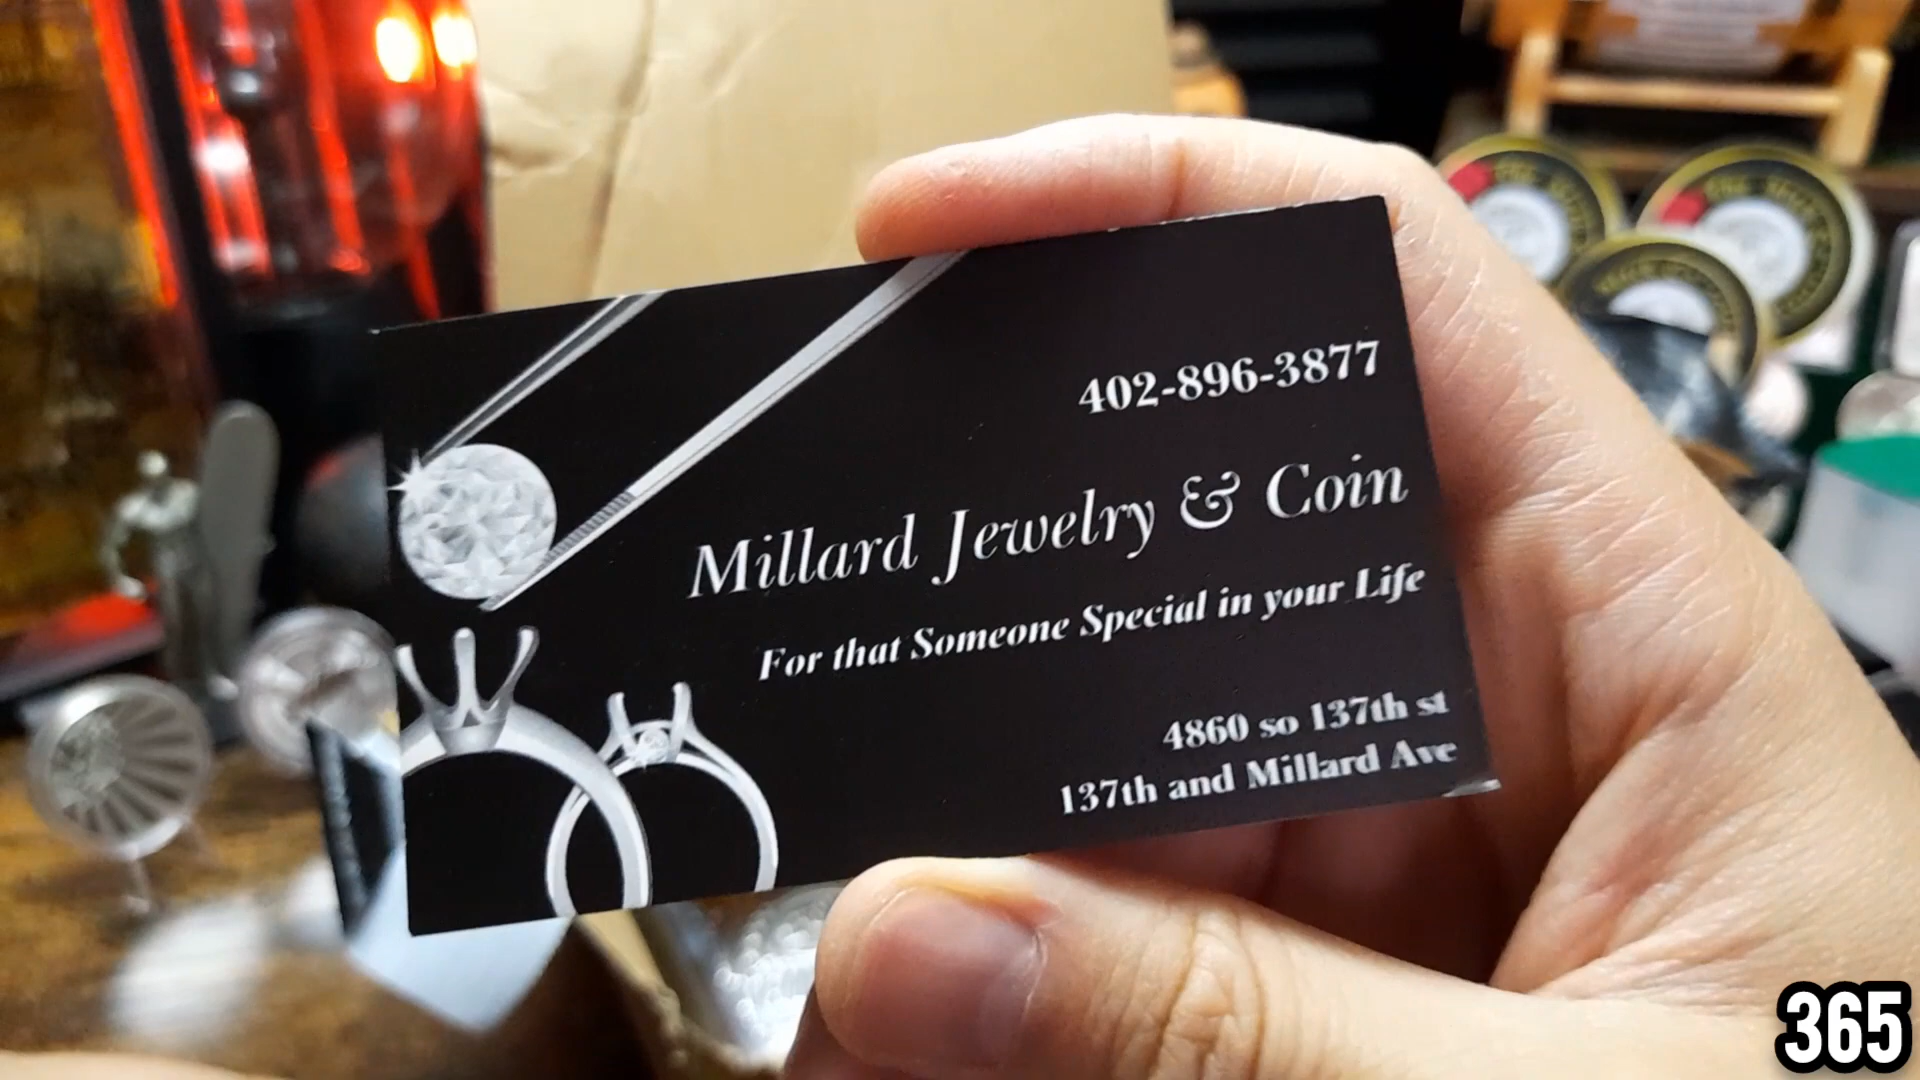 402-896-3877
Millard Jewelry & Coin
For that Someone Special in your Life
4860 so 137th st
137th and Millard Ave
365